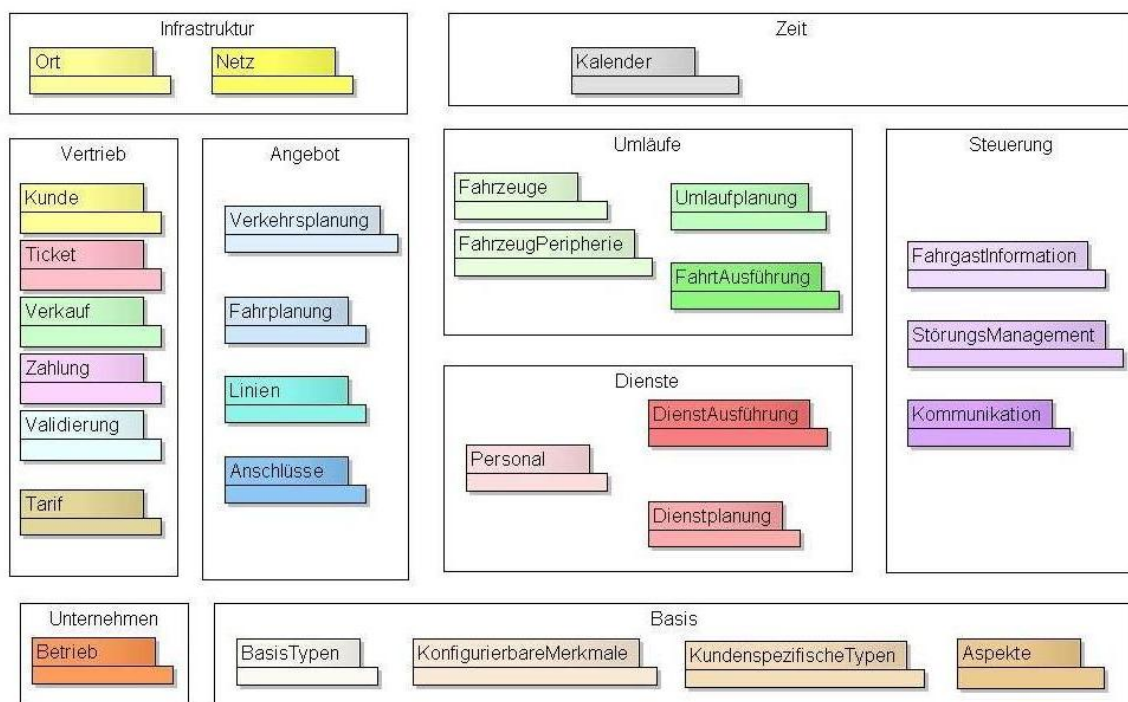 Infrastruktur
Ort
Netz
Zeit
Kalender
Vertrieb
Kunde
Ticket
Verkauf
Zahlung
Validierung
Tarif
Angebot
Verkehrsplanung
Fahrplanung
Linien
Anschlüsse
Umläufe
Fahrzeuge
FahrzeugPeripherie
Umlaufplanung
FahrtAusführung
Dienste
Personal
DienstAusführung
Dienstplanung
Steuerung
FahrgastInformation
StörungsManagement
Kommunikation
Unternehmen
Betrieb
Basis
BasisTypen
KonfigurierbareMerkmale
KundenspezifischeTypen
Aspekte